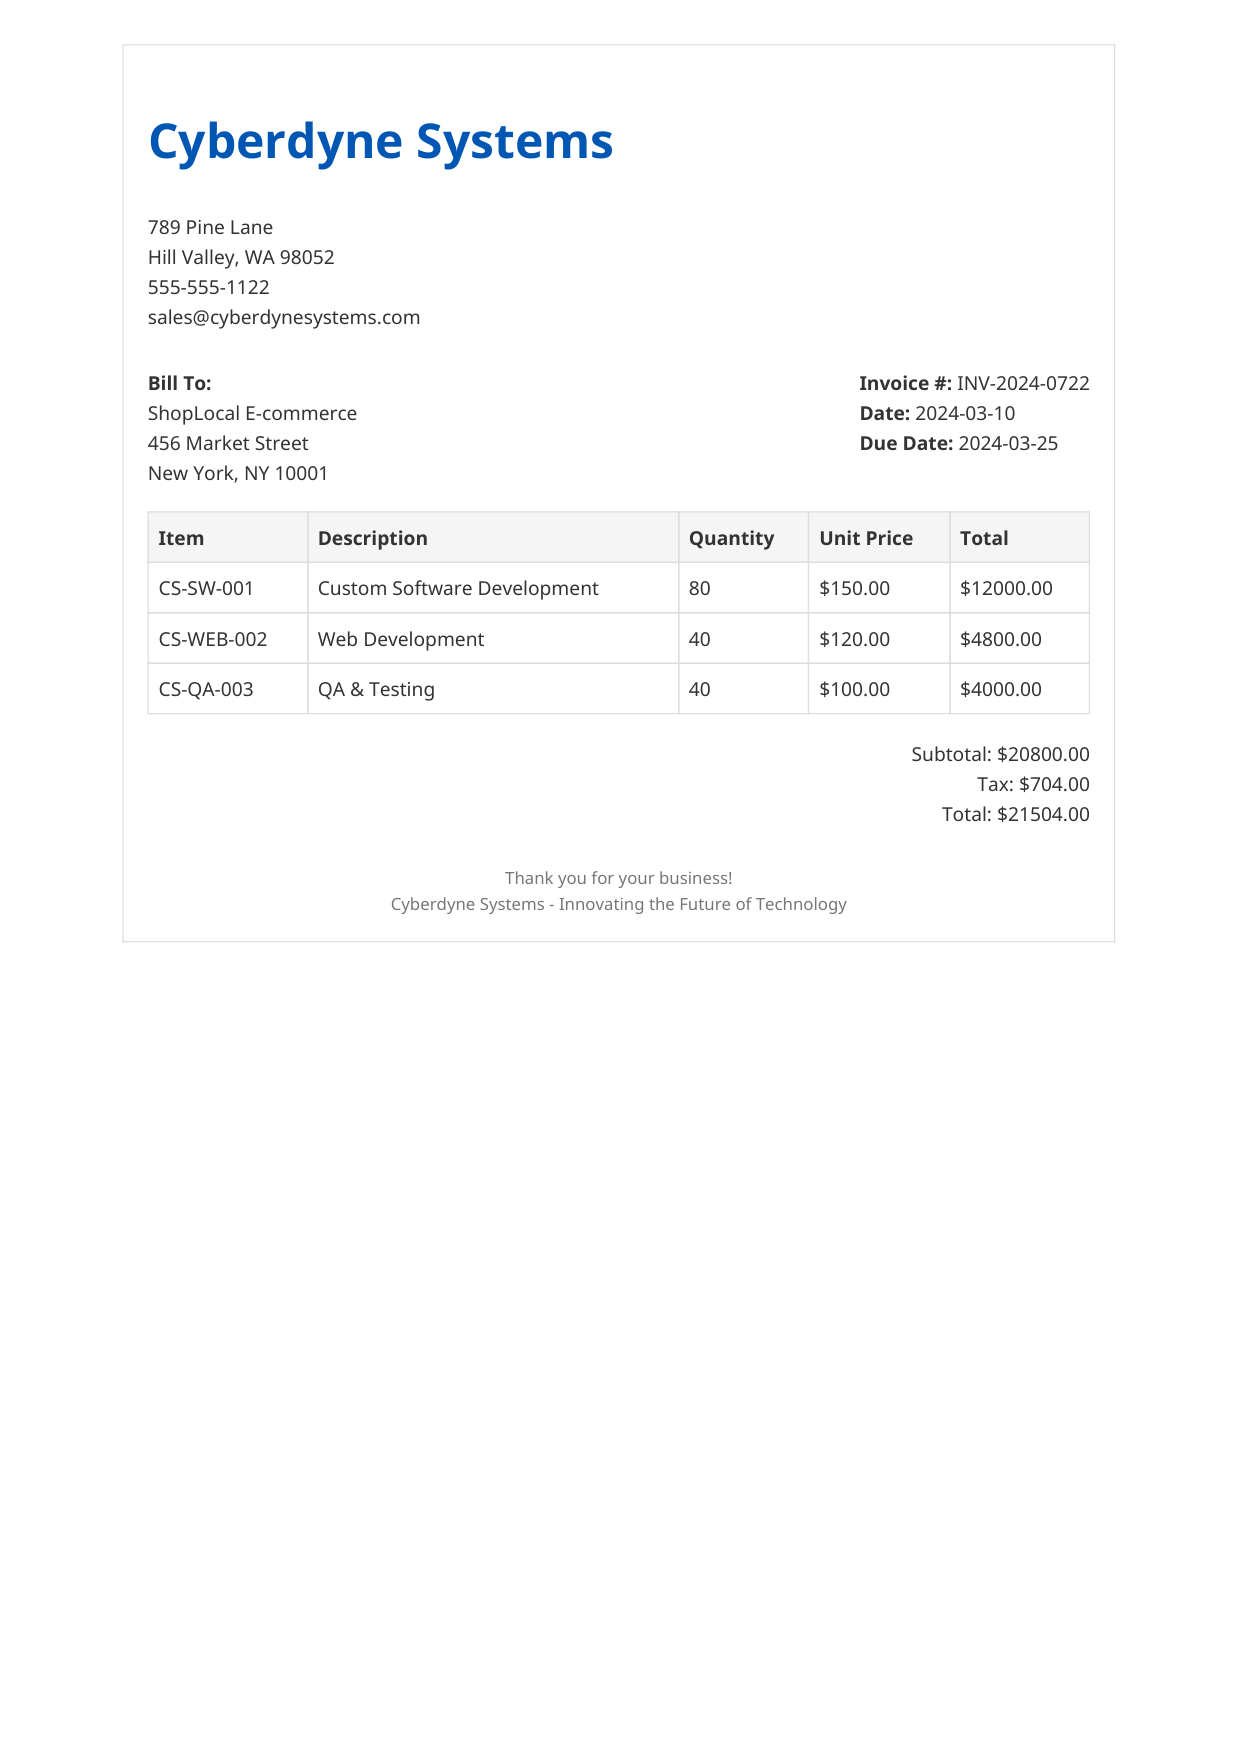 Cyberdyne Systems
789 Pine Lane
Hill Valley, WA 98052
555-555-1122
sales@cyberdynesystems.com
Bill To:
ShopLocal E-commerce
456 Market Street
New York, NY 10001
Invoice #: INV-2024-0722
Date: 2024-03-10
Due Date: 2024-03-25
Item Description Quantity Unit Price Total
CS-SW-001 Custom Software Development 80 $150.00 $12000.00
CS-WEB-002 Web Development 40 $120.00 $4800.00
CS-QA-003 QA & Testing 40 $100.00 $4000.00
Subtotal: $20800.00
Tax: $704.00
Total: $21504.00
Thank you for your business!
Cyberdyne Systems - Innovating the Future of Technology